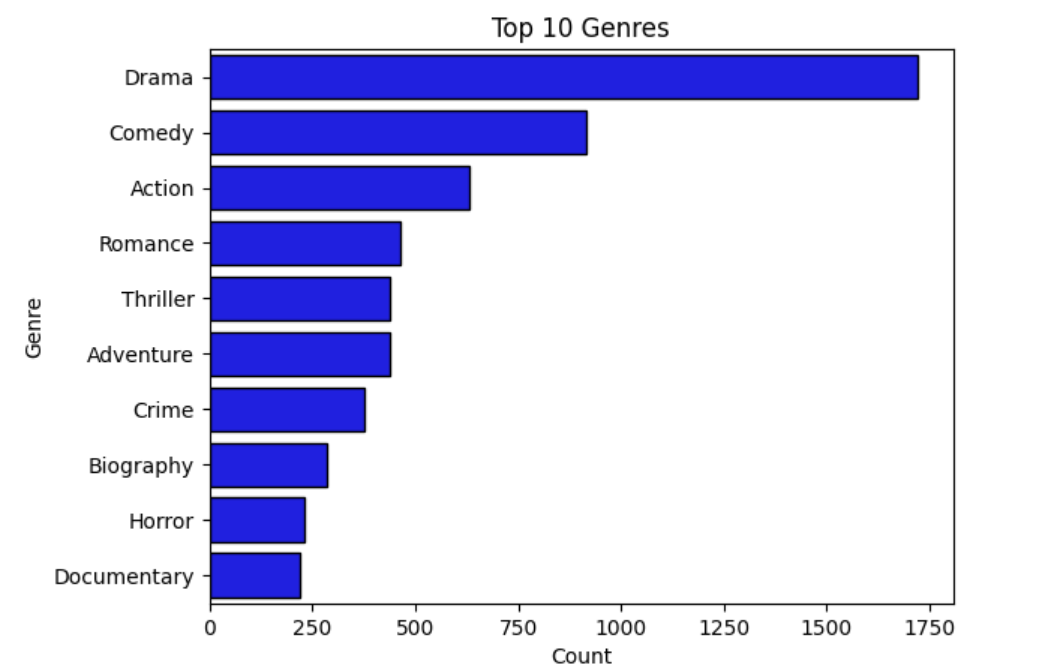 Top 10 Genres
Genre
Drama
Comedy
Action
Romance
Thriller
Adventure
Crime
Biography
Horror
Documentary
0 250 500 750 1000 1250 1500 1750
Count